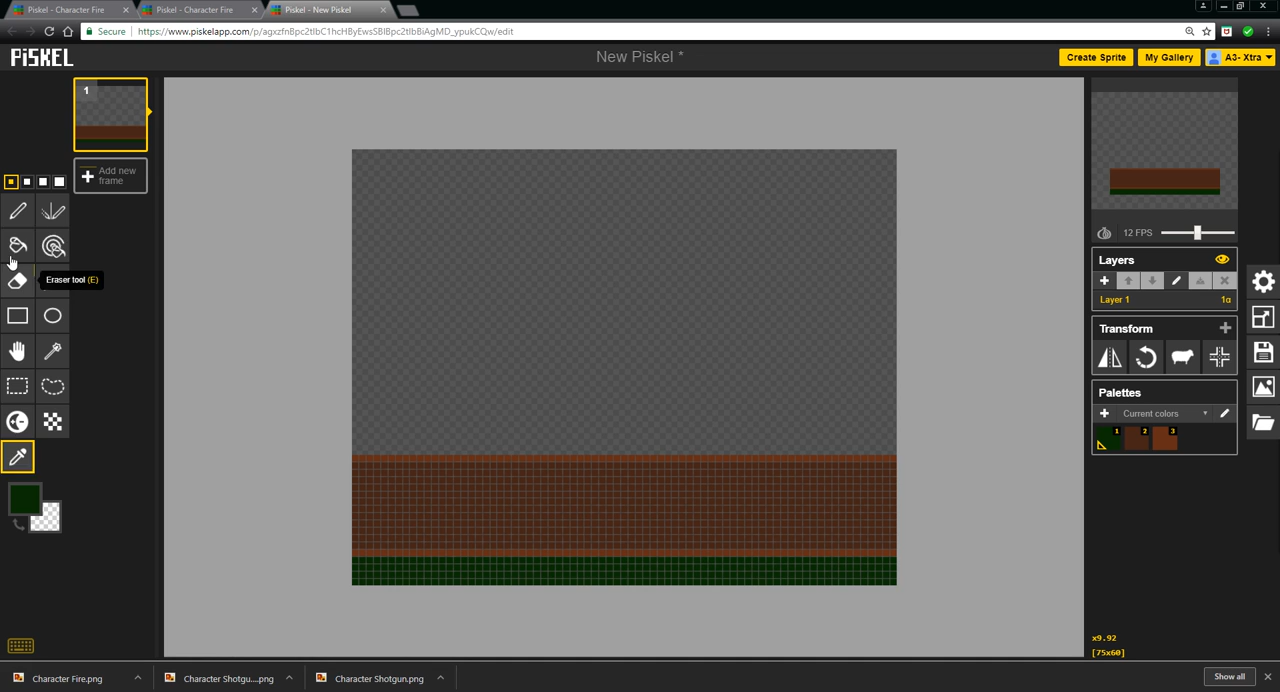 Piskel - Character Fire
Piskel - Character Fire
Piskel - New Piskel
Secure
https://www.piskelapp.com/p/agxzfnBpc2tlbC1hcHByEwsSBlBpc2tlbBiAgMD_ypukCQw/edit
PiSKEL
New Piskel *
Create Sprite
My Gallery
A3- Xtra
1
Add new
frame
Eraser tool (E)
12 FPS
Layers
Layer 1
1α
Transform
Palettes
Current colors
1
2
3
x9.92
[75x60]
Character Fire.png
Character Shotgu....png
Character Shotgun.png
Show all